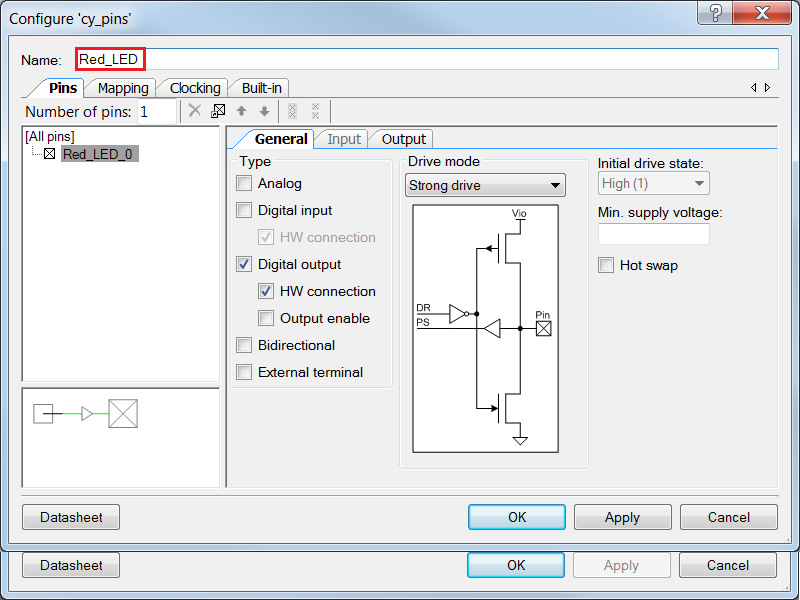 Configure 'cy_pins'
Name: Red_LED
Pins Mapping Clocking Built-in
Number of pins: 1
[All pins]
Red_LED_0
General Input Output
Type
Analog
Digital input
HW connection
Digital output
HW connection
Output enable
Bidirectional
External terminal
Drive mode
Strong drive
Vio
DR
PS
Pin
Initial drive state:
High (1)
Min. supply voltage:
Hot swap
Datasheet OK Apply Cancel
Datasheet OK Apply Cancel